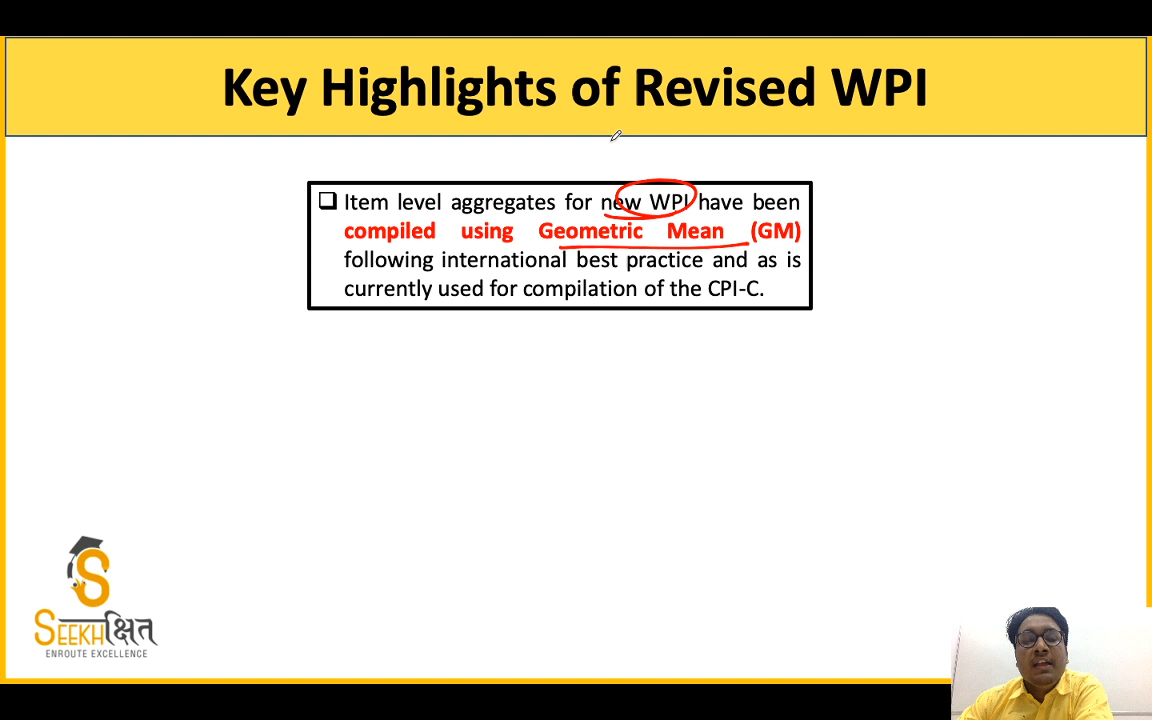 Key Highlights of Revised WPI
Item level aggregates for new WPI have been
compiled using Geometric Mean (GM)
following international best practice and as is
currently used for compilation of the CPI-C.
SEEKHक्षित
ENROUTE EXCELLENCE